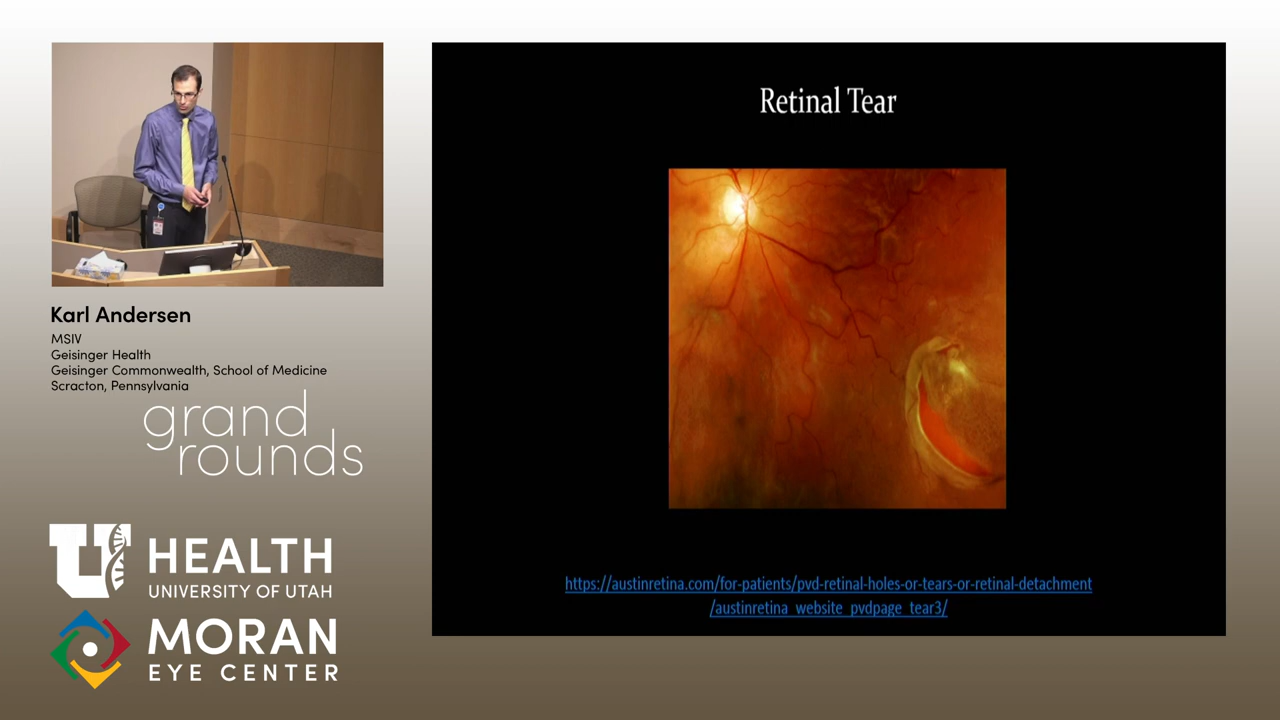 Karl Andersen
MSIV
Geisinger Health
Geisinger Commonwealth, School of Medicine
Scracton, Pennsylvania
grand
rounds
U HEALTH
UNIVERSITY OF UTAH
MORAN
EYE CENTER
Retinal Tear
https://austinretina.com/for-patients/pvd-retinal-holes-or-tears-or-retinal-detachment
/austinretina_website_pvdpage_tear3/